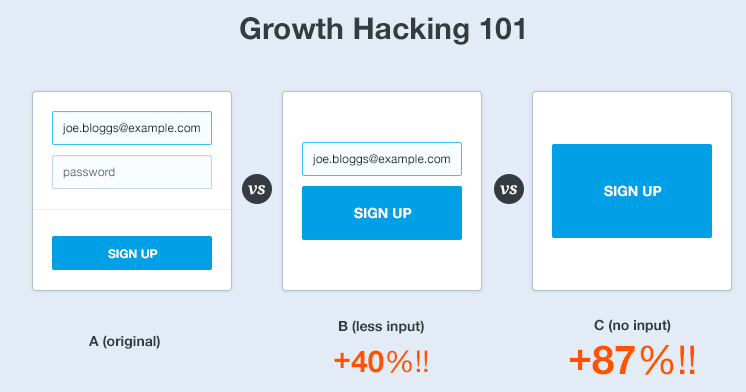 Growth Hacking 101
joe.bloggs@example.com
password
SIGN UP
vs
joe.bloggs@example.com
SIGN UP
vs
SIGN UP
A (original)
B (less input)
+40%!!
C (no input)
+87%!!